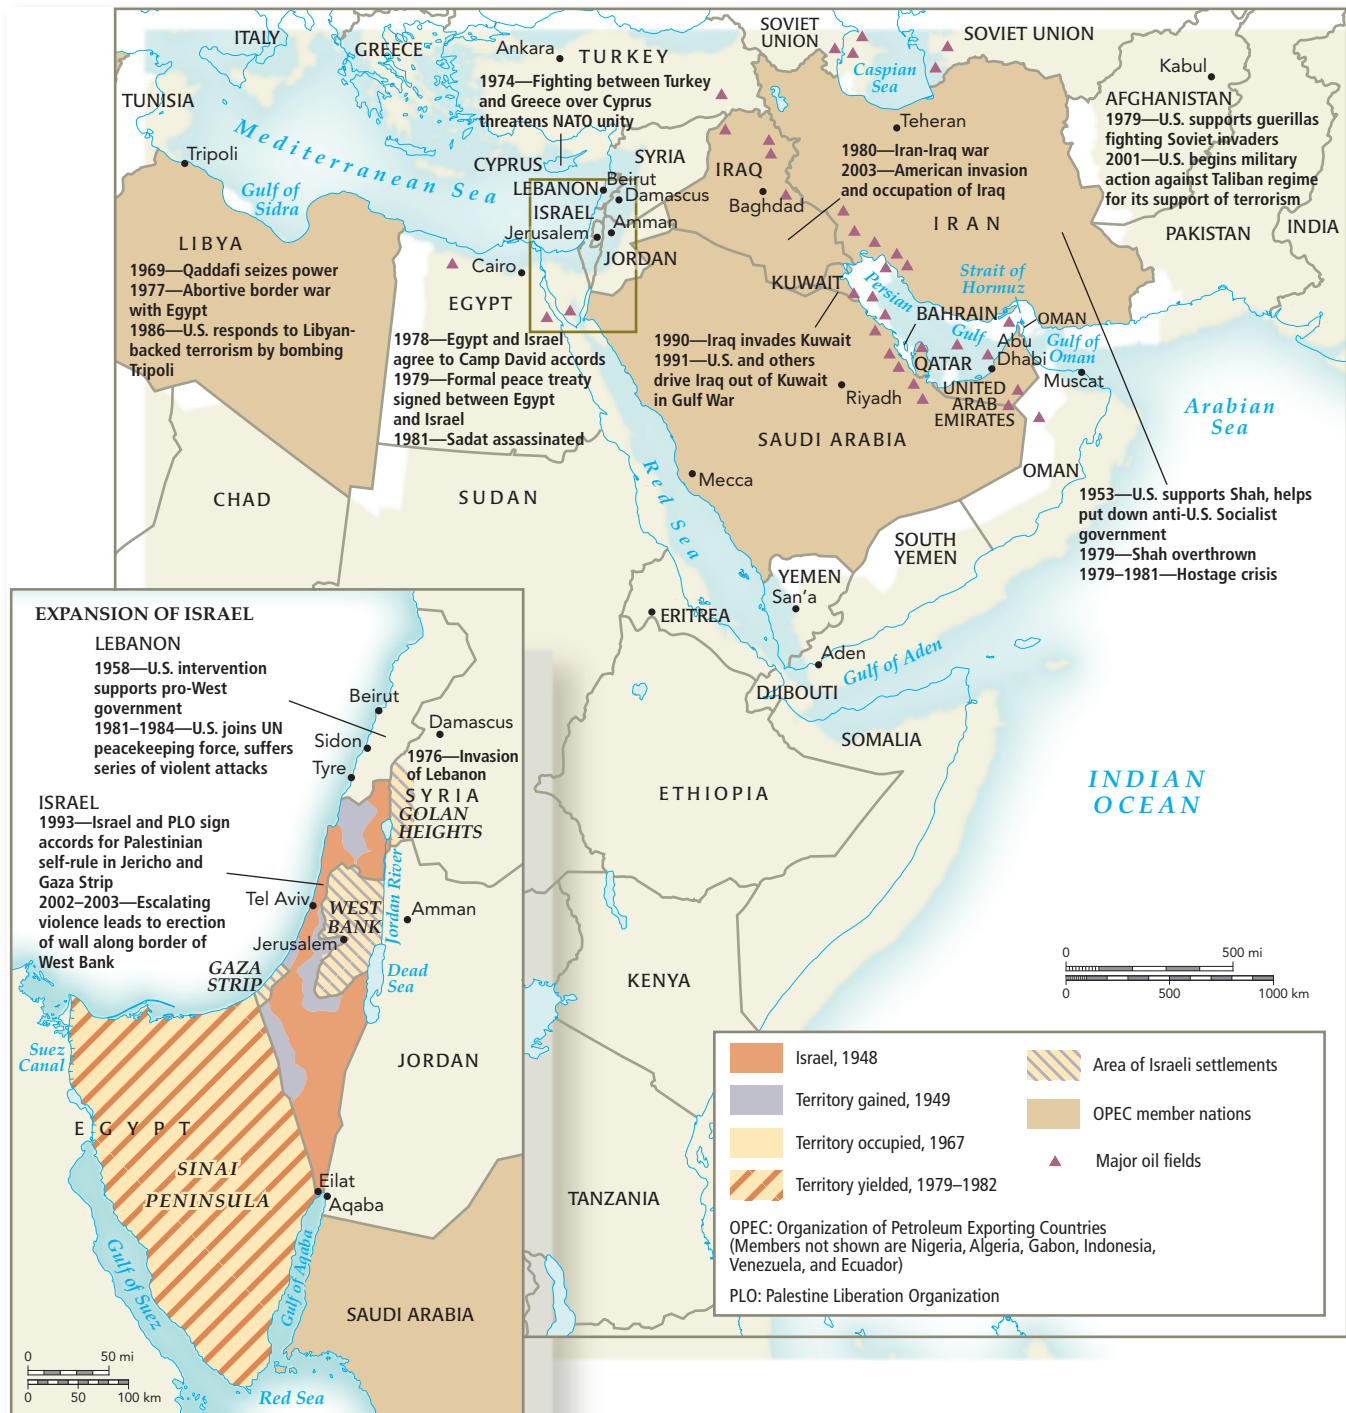 ITALY
GREECE
Ankara
TURKEY
SOVIET
UNION
SOVIET UNION
Caspian
Sea
Kabul
TUNISIA
1974—Fighting between Turkey
and Greece over Cyprus
threatens NATO unity
AFGHANISTAN
1979—U.S. supports guerillas
fighting Soviet invaders
2001—U.S. begins military
action against Taliban regime
for its support of terrorism
Teheran
Mediterranean Sea
Tripoli
Gulf of
Sidra
CYPRUS
SYRIA
LEBANON
Beirut
Damascus
ISRAEL
Jerusalem
Amman
JORDAN
IRAQ
Baghdad
1980—Iran-Iraq war
2003—American invasion
and occupation of Iraq
IRAN
PAKISTAN
INDIA
LIBYA
1969—Qaddafi seizes power
1977—Abortive border war
with Egypt
1986—U.S. responds to Libyan-
backed terrorism by bombing
Tripoli
Cairo
EGYPT
1978—Egypt and Israel
agree to Camp David accords
1979—Formal peace treaty
signed between Egypt
and Israel
1981—Sadat assassinated
KUWAIT
Persian
Gulf
Strait of
Hormuz
BAHRAIN
OMAN
1990—Iraq invades Kuwait
1991—U.S. and others
drive Iraq out of Kuwait
in Gulf War
QATAR
Abu
Dhabi
Gulf of
Oman
Muscat
UNITED
ARAB
EMIRATES
Riyadh
SAUDI ARABIA
Arabian
Sea
OMAN
Mecca
Red Sea
CHAD
SUDAN
1953—U.S. supports Shah, helps
put down anti-U.S. Socialist
government
1979—Shah overthrown
1979–1981—Hostage crisis
SOUTH
YEMEN
YEMEN
San'a
ERITREA
Aden
Gulf of Aden
DJIBOUTI
SOMALIA
ETHIOPIA
INDIAN
OCEAN
KENYA
TANZANIA
0 500 mi
0 500 1000 km
EXPANSION OF ISRAEL
LEBANON
1958—U.S. intervention
supports pro-West
government
1981–1984—U.S. joins UN
peacekeeping force, suffers
series of violent attacks
Beirut
Sidon
Tyre
Damascus
1976—Invasion
of Lebanon
SYRIA
GOLAN
HEIGHTS
ISRAEL
1993—Israel and PLO sign
accords for Palestinian
self-rule in Jericho and
Gaza Strip
2002–2003—Escalating
violence leads to erection
of wall along border of
West Bank
Tel Aviv
WEST
BANK
Jordan River
Amman
Jerusalem
GAZA
STRIP
Dead
Sea
Suez
Canal
JORDAN
EGYPT
SINAI
PENINSULA
Eilat
Aqaba
Gulf of Suez
Gulf of Aqaba
SAUDI ARABIA
Red Sea
0 50 mi
0 50 100 km
Israel, 1948
Territory gained, 1949
Territory occupied, 1967
Territory yielded, 1979–1982
Area of Israeli settlements
OPEC member nations
Major oil fields
OPEC: Organization of Petroleum Exporting Countries
(Members not shown are Nigeria, Algeria, Gabon, Indonesia,
Venezuela, and Ecuador)
PLO: Palestine Liberation Organization